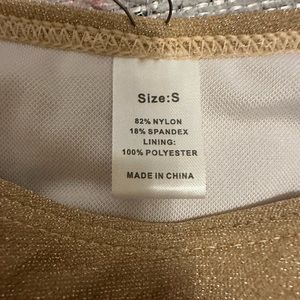 Size:S
82% NYLON
18% SPANDEX
LINING:
100% POLYESTER
MADE IN CHINA